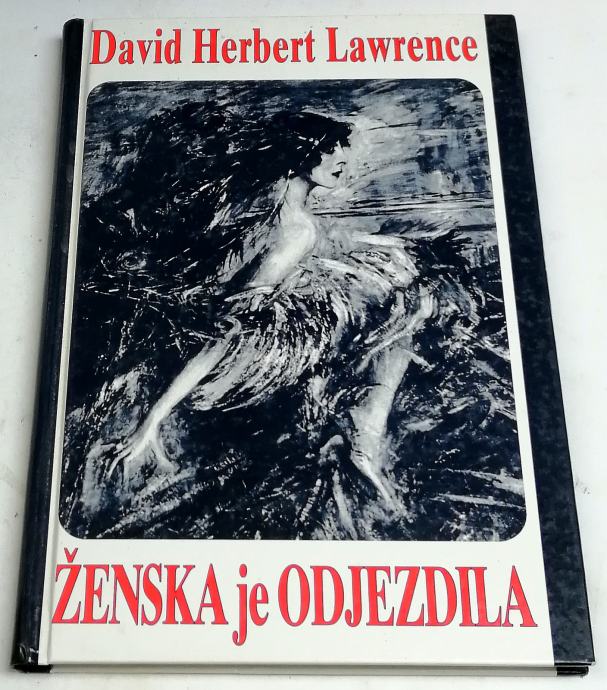 David Herbert Lawrence
ŽENSKA je ODJEZDILA